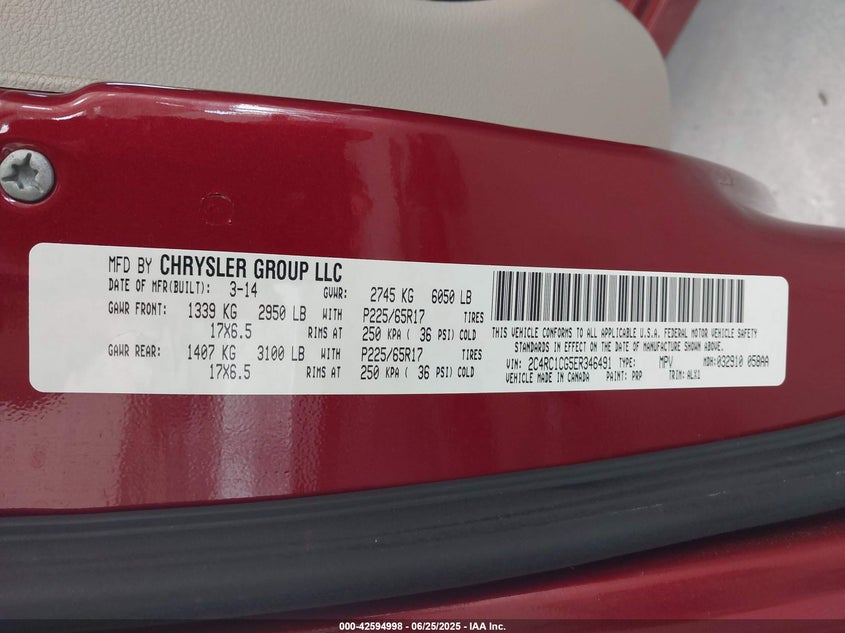 MFD BY CHRYSLER GROUP LLC
DATE OF MFR(BUILT): 3-14 GVWR: 2745 KG 6050 LB
GAWR FRONT: 1339 KG 2950 LB WITH P225/65R17 TIRES
17X6.5 RIMS AT 250 KPA ( 36 PSI) COLD
GAWR REAR: 1407 KG 3100 LB WITH P225/65R17 TIRES
17X6.5 RIMS AT 250 KPA ( 36 PSI) COLD
THIS VEHICLE CONFORMS TO ALL APPLICABLE U.S.A. FEDERAL MOTOR VEHICLE SAFETY
STANDARDS IN EFFECT ON THE DATE OF MANUFACTURE SHOWN ABOVE.
VIN: 2C4RC1CG5ER346491 TYPE: MPV MDH:032910 058AA
VEHICLE MADE IN CANADA PAINT: PRP TRIM: ALX1
000-42594998 | 06/25/2025 - IAA Inc.